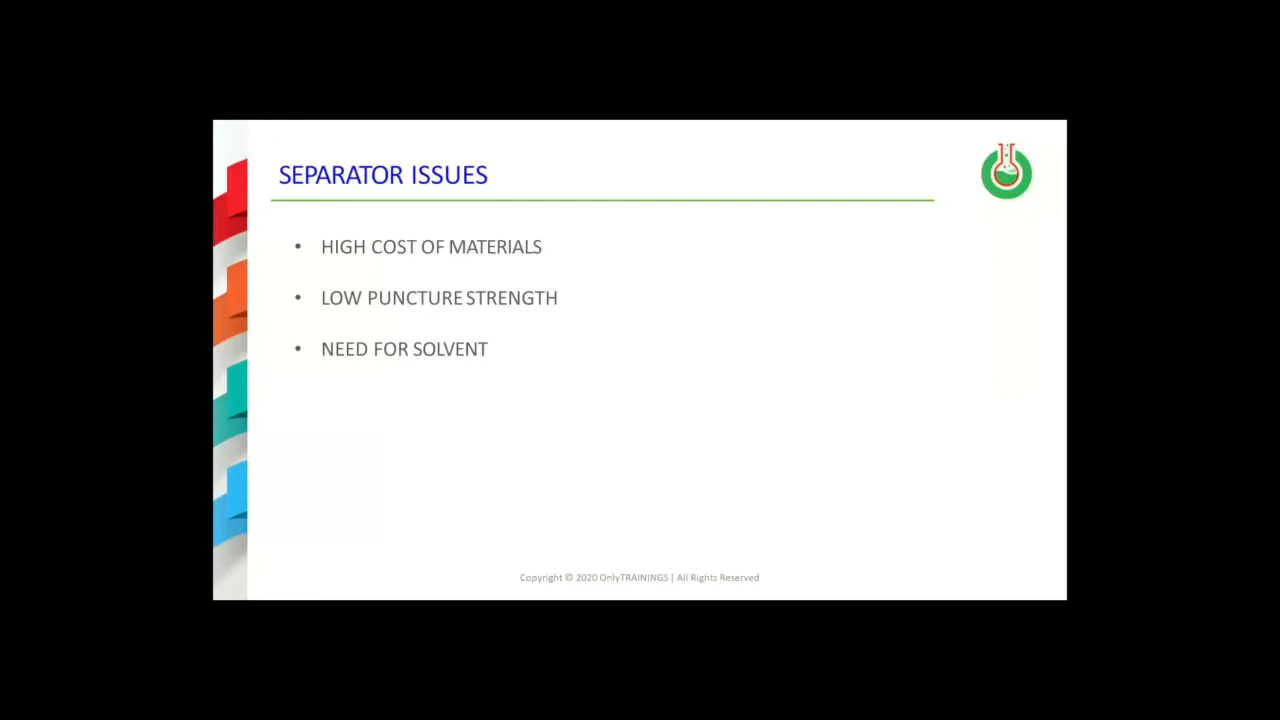 SEPARATOR ISSUES
• HIGH COST OF MATERIALS
• LOW PUNCTURE STRENGTH
• NEED FOR SOLVENT
Copyright © 2020 OnlyTRAININGS | All Rights Reserved